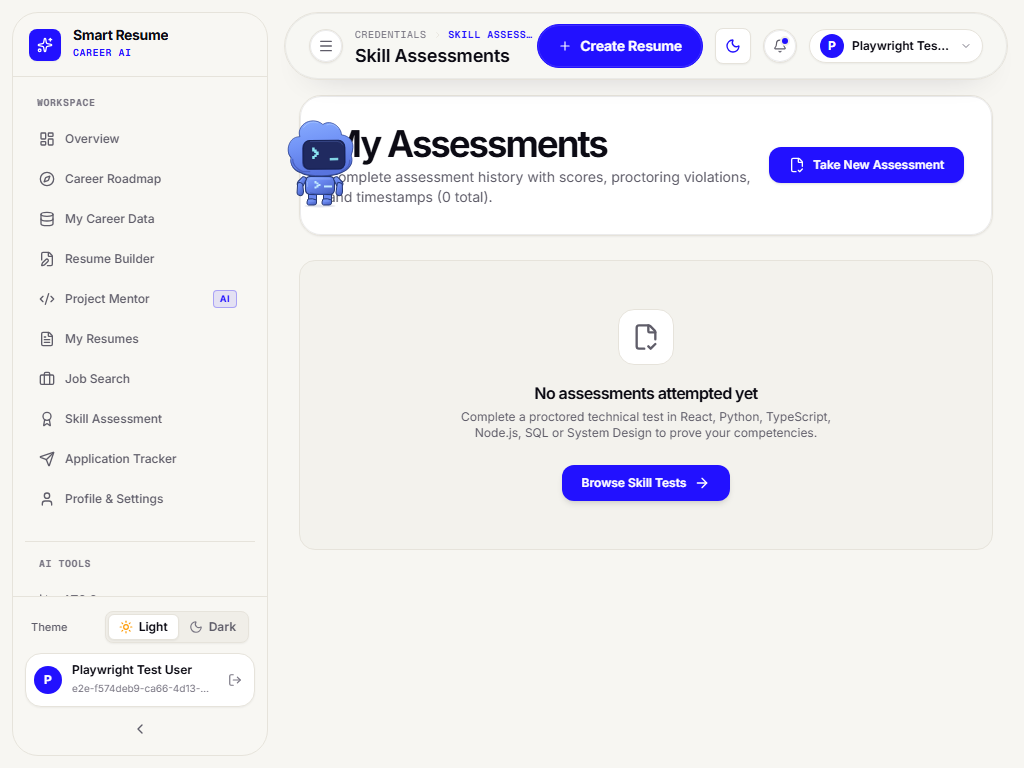 Smart Resume
CAREER AI
WORKSPACE
Overview
Career Roadmap
My Career Data
Resume Builder
Project Mentor AI
My Resumes
Job Search
Skill Assessment
Application Tracker
Profile & Settings
AI TOOLS
Theme Light Dark
P Playwright Test User
e2e-f574deb9-ca66-4d13-...
CREDENTIALS SKILL ASSESS...
Skill Assessments
Create Resume
P Playwright Tes...
My Assessments
omplete assessment history with scores, proctoring violations,
and timestamps (0 total).
Take New Assessment
No assessments attempted yet
Complete a proctored technical test in React, Python, TypeScript,
Node.js, SQL or System Design to prove your competencies.
Browse Skill Tests